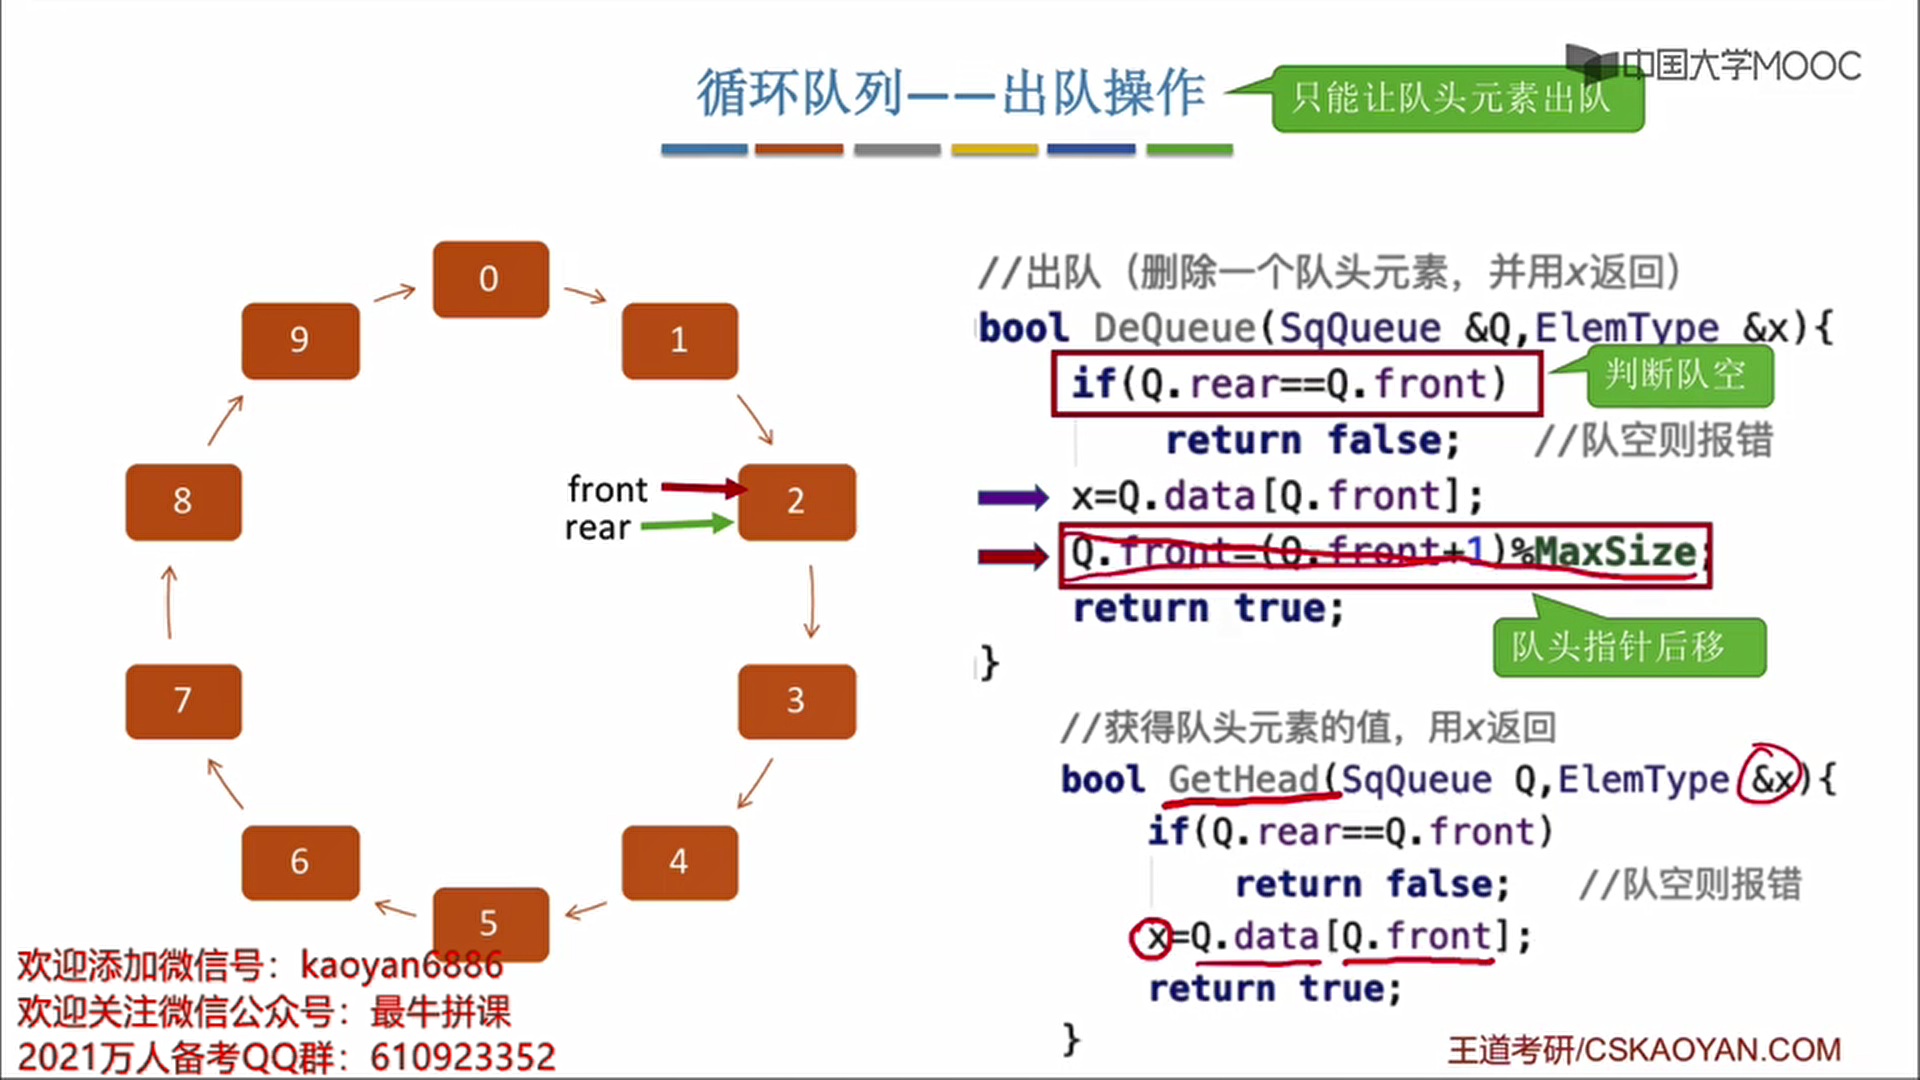 中国大学MOOC
循环队列——出队操作
只能让队头元素出队
0
1
2
3
4
5
6
7
8
9
front
rear
//出队（删除一个队头元素，并用x返回）
bool DeQueue(SqQueue &Q,ElemType &x){
if(Q.rear==Q.front)
判断队空
return false; //队空则报错
x=Q.data[Q.front];
Q.front=(Q.front+1)%MaxSize;
return true;
队头指针后移
}
//获得队头元素的值，用x返回
bool GetHead(SqQueue Q,ElemType &x){
if(Q.rear==Q.front)
return false; //队空则报错
x=Q.data[Q.front];
return true;
}
欢迎添加微信号：kaoyan6886
欢迎关注微信公众号：最牛拼课
2021万人备考QQ群：610923352
王道考研/CSKAOYAN.COM